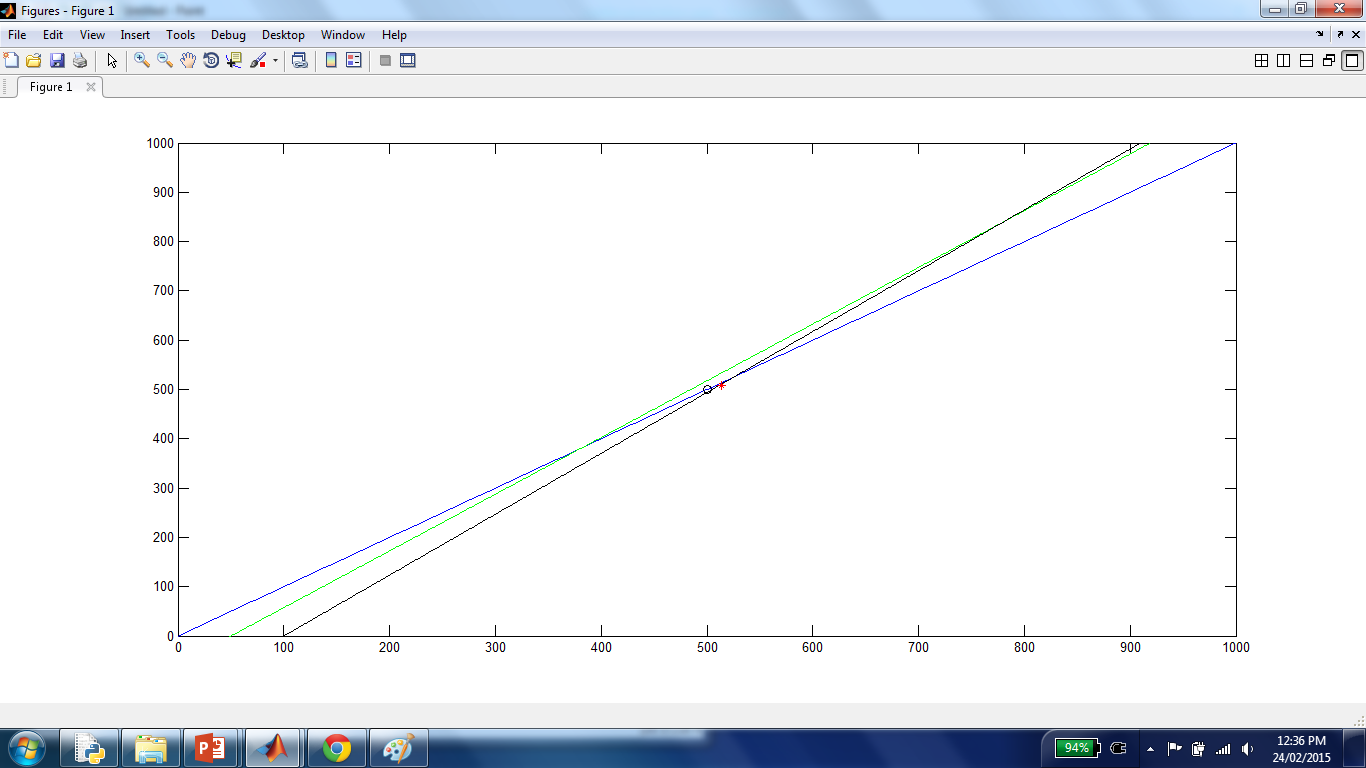 Figures - Figure 1
File Edit View Insert Tools Debug Desktop Window Help
Figure 1
1000
900
800
700
600
500
400
300
200
100
0
0 100 200 300 400 500 600 700 800 900 1000
94%
12:36 PM
24/02/2015